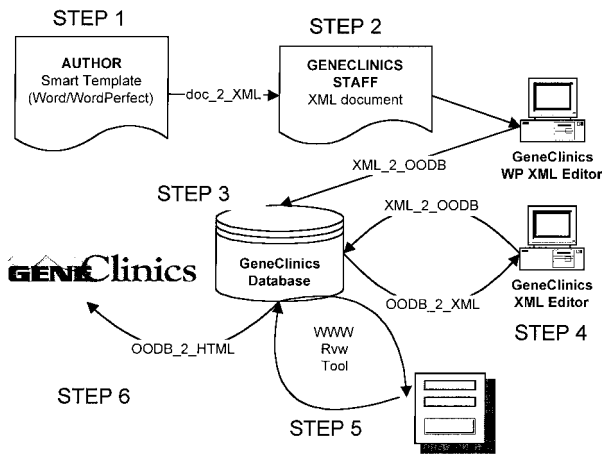 STEP 1
STEP 2
AUTHOR
Smart Template
(Word/WordPerfect)
doc_2_XML
GENECLINICS
STAFF
XML document
GeneClinics
WP XML Editor
XML_2_OODB
STEP 3
XML_2_OODB
GeneClinics
Database
GENEClinics
GeneClinics
XML Editor
OODB_2_XML
STEP 4
WWW
Rvw
Tool
OODB_2_HTML
STEP 6
STEP 5